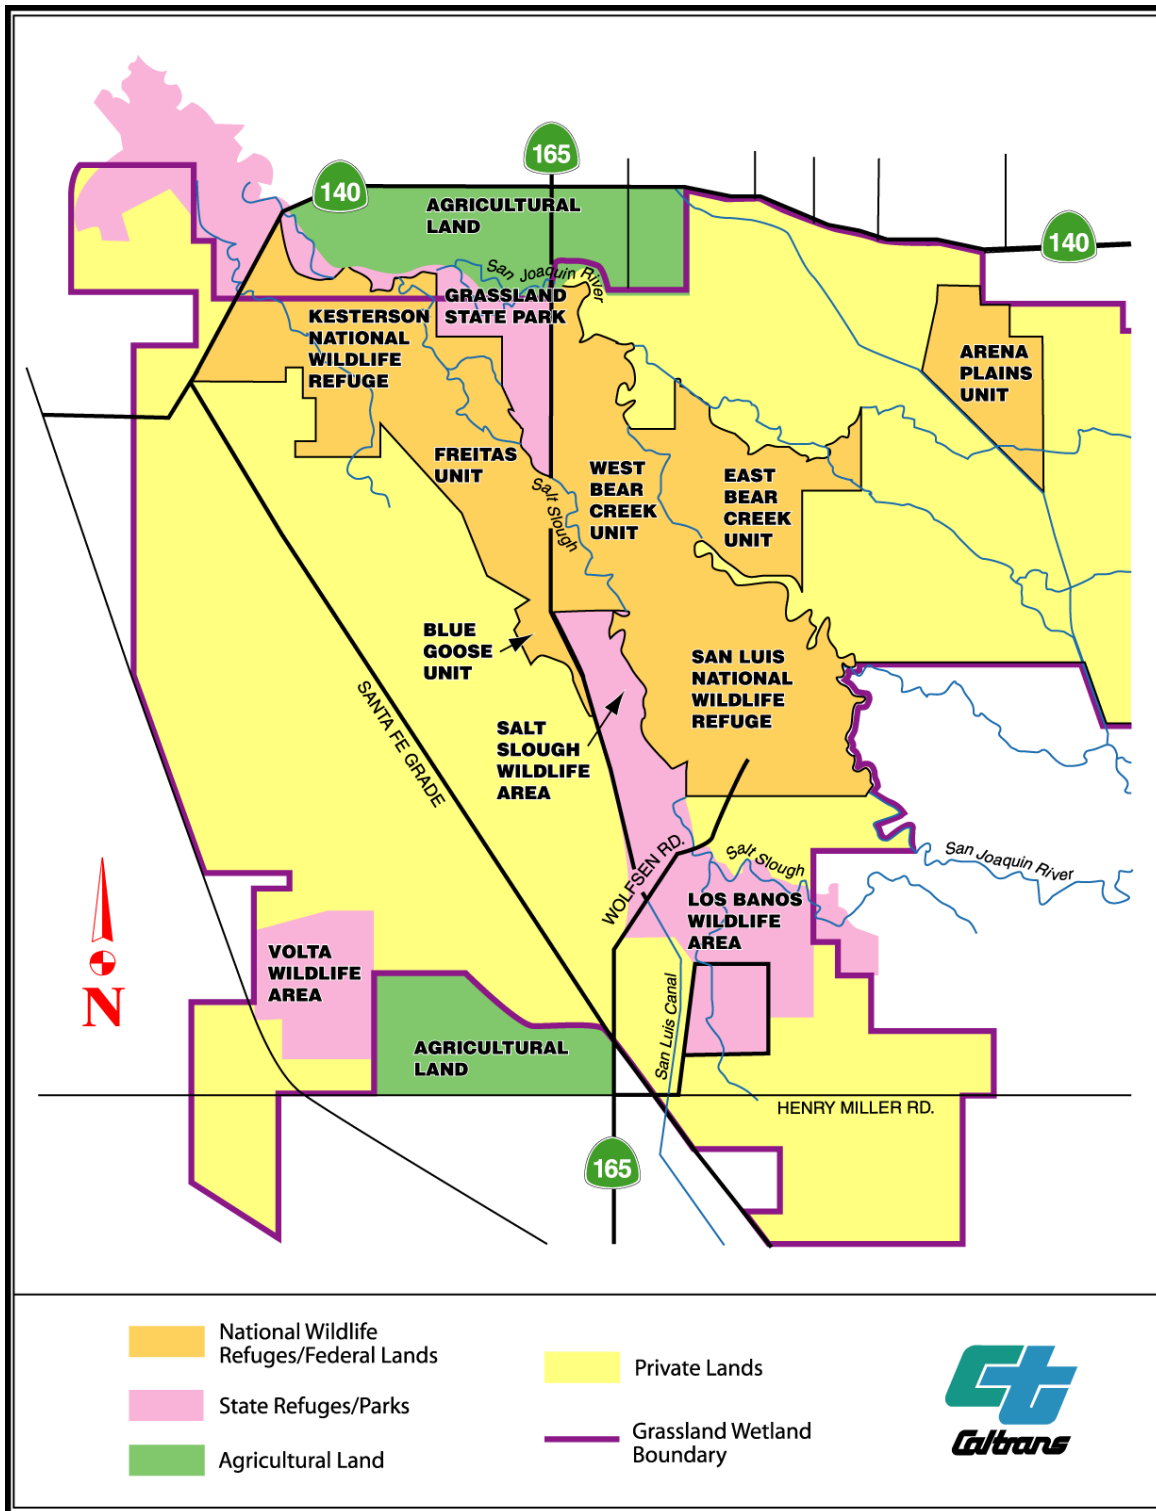 165
140
AGRICULTURAL
LAND
140
San Joaquin River
GRASSLAND
STATE PARK
KESTERSON
NATIONAL
WILDLIFE
REFUGE
ARENA
PLAINS
UNIT
FREITAS
UNIT
WEST
BEAR
CREEK
UNIT
EAST
BEAR
CREEK
UNIT
Salt Slough
BLUE
GOOSE
UNIT
SAN LUIS
NATIONAL
WILDLIFE
REFUGE
SANTA FE GRADE
SALT
SLOUGH
WILDLIFE
AREA
WOLFSEN RD.
Salt Slough
San Joaquin River
LOS BANOS
WILDLIFE
AREA
VOLTA
WILDLIFE
AREA
N
San Luis Canal
AGRICULTURAL
LAND
HENRY MILLER RD.
165
National Wildlife
Refuges/Federal Lands
State Refuges/Parks
Agricultural Land
Private Lands
Grassland Wetland
Boundary
Ct
Caltrans